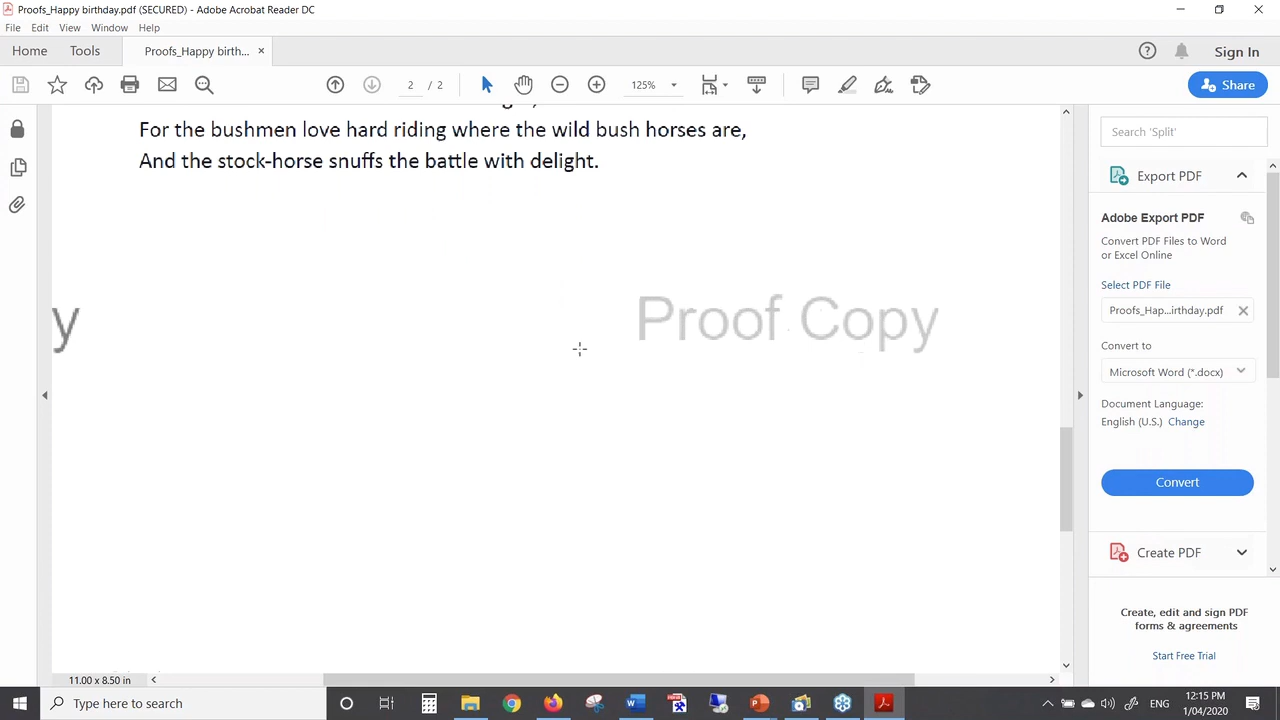 Proofs_Happy birthday.pdf (SECURED) - Adobe Acrobat Reader DC
File Edit View Window Help
Home Tools Proofs_Happy birth... × Sign In
2 / 2 125% Share
For the bushmen love hard riding where the wild bush horses are,
And the stock-horse snuffs the battle with delight.
y Proof Copy
11.00 x 8.50 in
Search 'Split'
Export PDF
Adobe Export PDF
Convert PDF Files to Word
or Excel Online
Select PDF File
Proofs_Hap...irthday.pdf
Convert to
Microsoft Word (*.docx)
Document Language:
English (U.S.) Change
Convert
Create PDF
Create, edit and sign PDF
forms & agreements
Start Free Trial
Type here to search
ENG
12:15 PM
1/04/2020